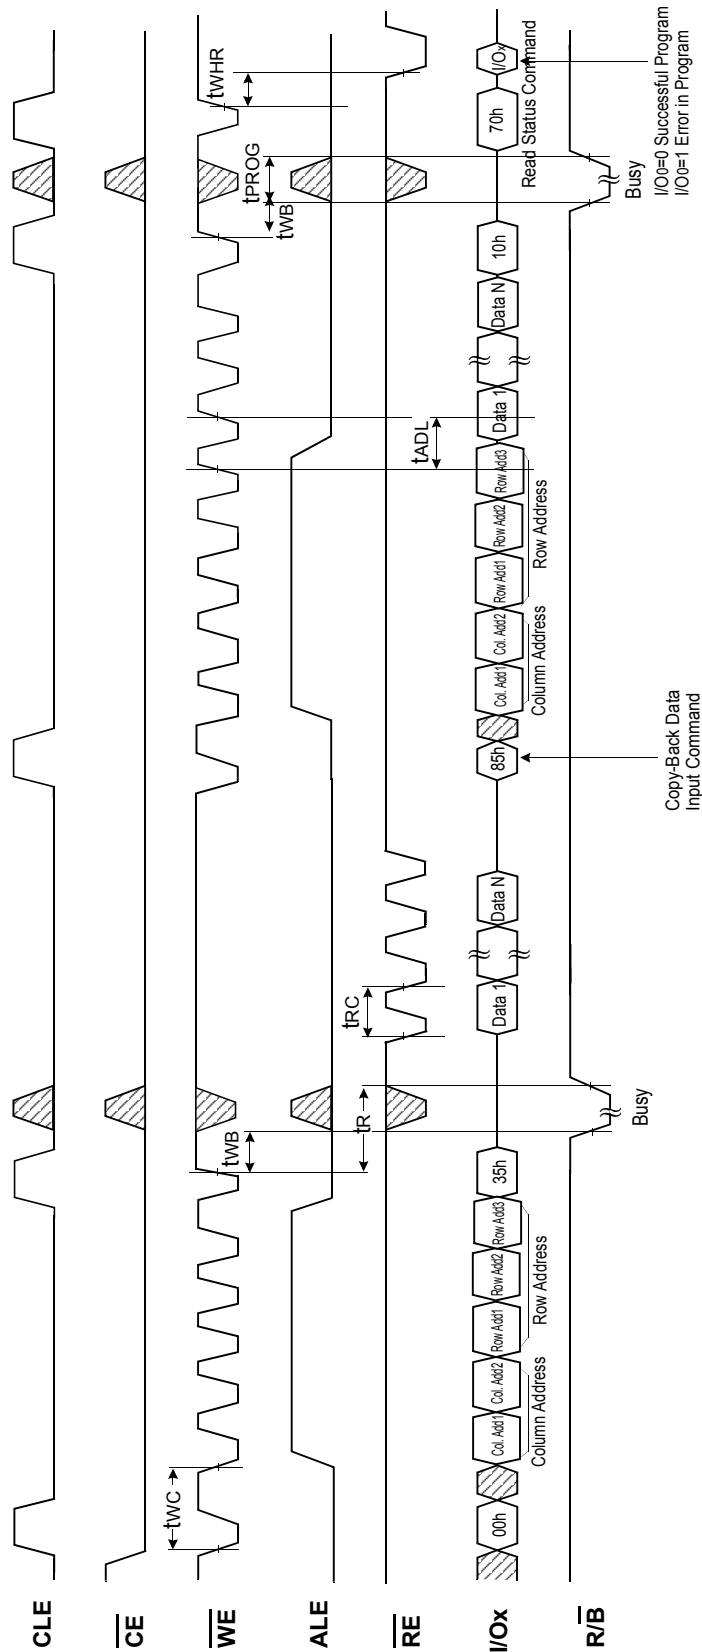 CLE
CE
WE
tWC
tWB
tWB
tPROG
tWHR
ALE
tR
tADL
RE
tRC
I/Ox
00h
Col. Add1
Col. Add2
Row Add1
Row Add2
Row Add3
35h
Data 1
Data N
85h
Col. Add1
Col. Add2
Row Add1
Row Add2
Row Add3
Data 1
Data N
10h
70h
I/Ox
Column Address
Row Address
Column Address
Row Address
Read Status Command
R/B
Busy
Busy
Copy-Back Data
Input Command
I/O0=0 Successful Program
I/O0=1 Error in Program